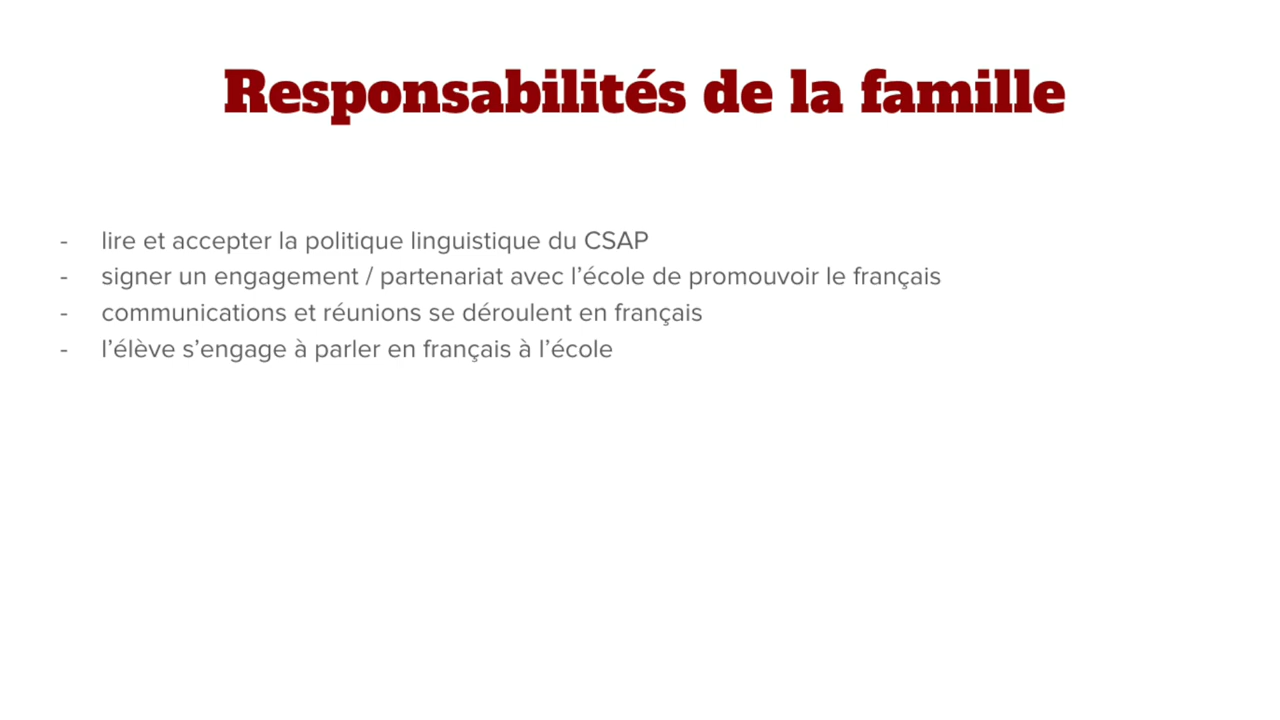 Responsabilités de la famille
- lire et accepter la politique linguistique du CSAP
- signer un engagement / partenariat avec l’école de promouvoir le français
- communications et réunions se déroulent en français
- l’élève s’engage à parler en français à l’école